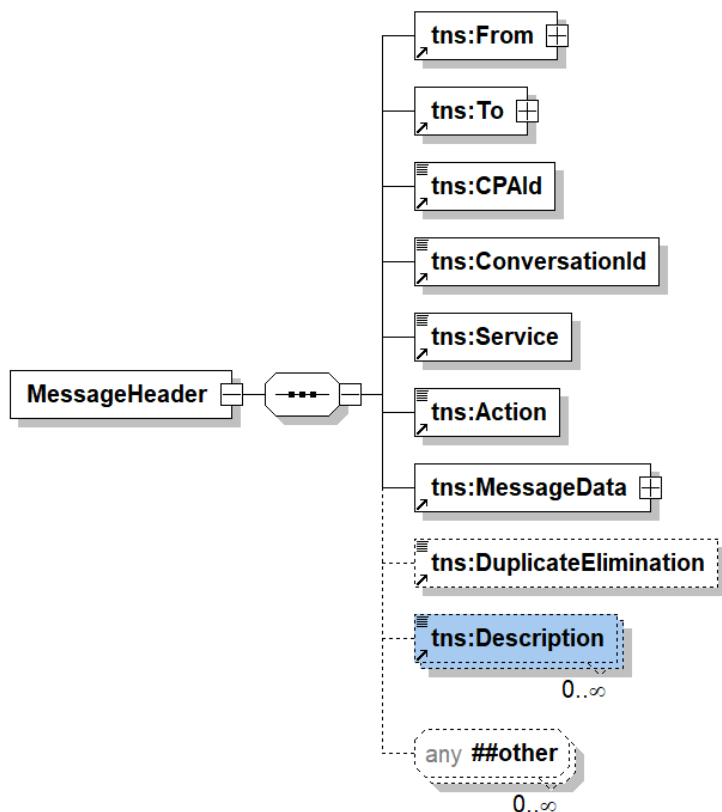 tns:From
tns:To
tns:CPAId
tns:ConversationId
tns:Service
MessageHeader
tns:Action
tns:MessageData
tns:DuplicateElimination
tns:Description
0..∞
any ##other
0..∞